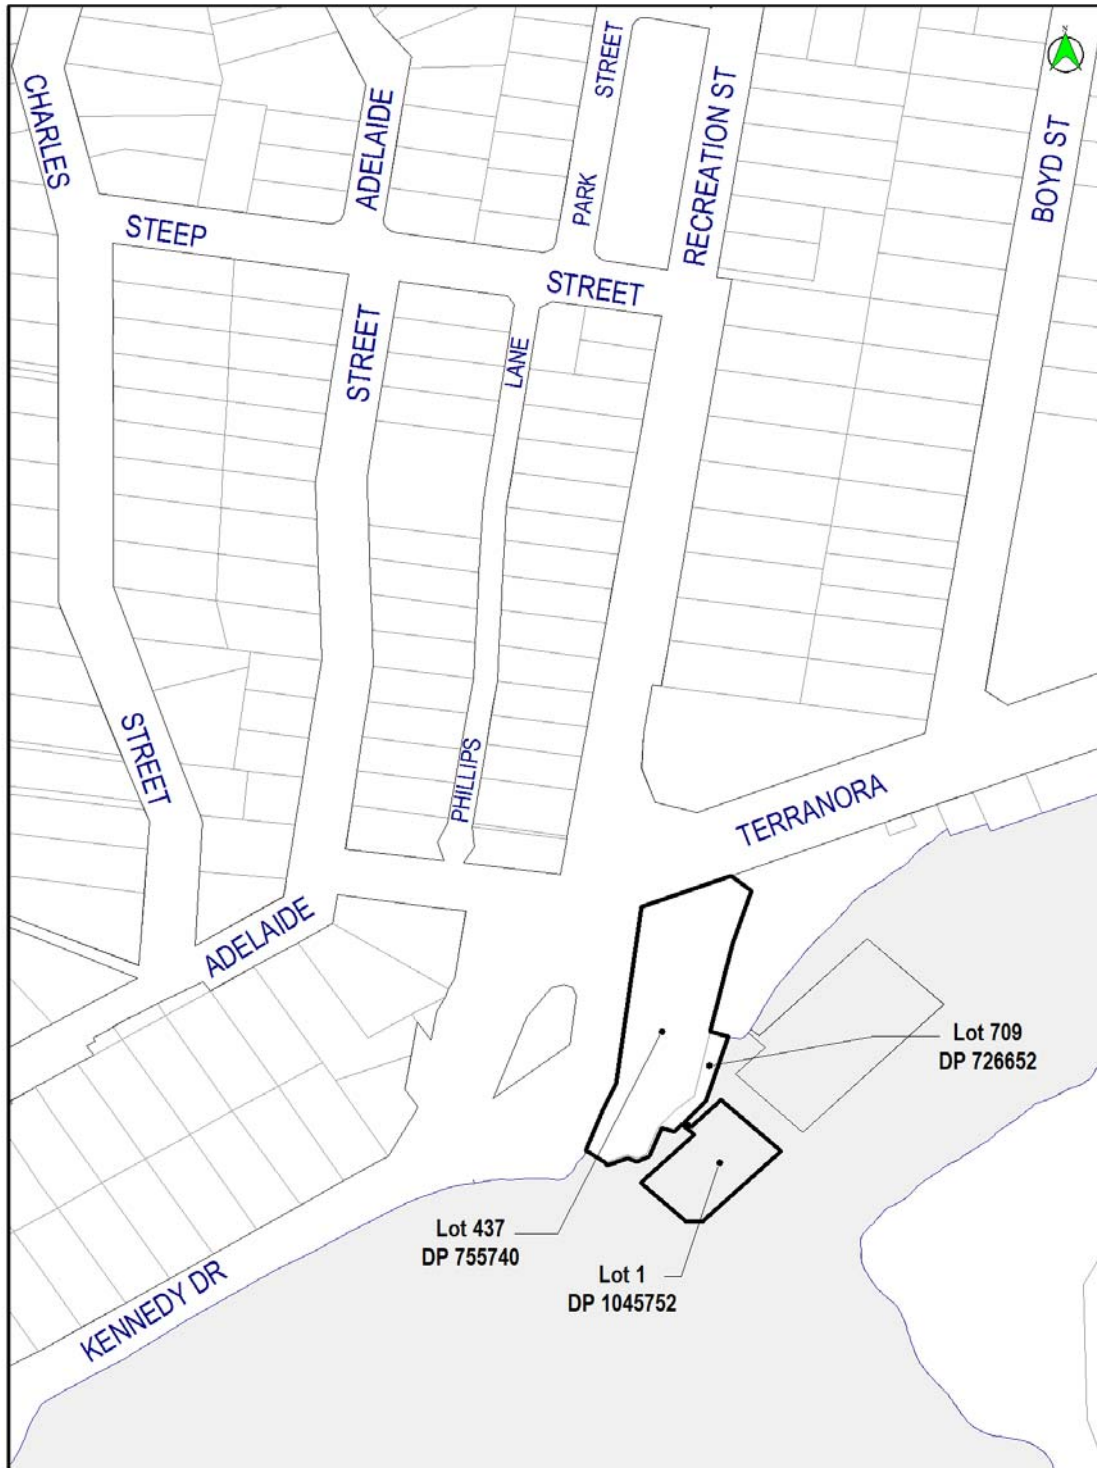 N
CHARLES
STREET
ADELAIDE
STREET
STREET
PARK
RECREATION ST
BOYD ST
STEEP
STREET
LANE
PHILLIPS
STREET
TERRANORA
ADELAIDE
KENNEDY DR
Lot 709
DP 726652
Lot 437
DP 755740
Lot 1
DP 1045752